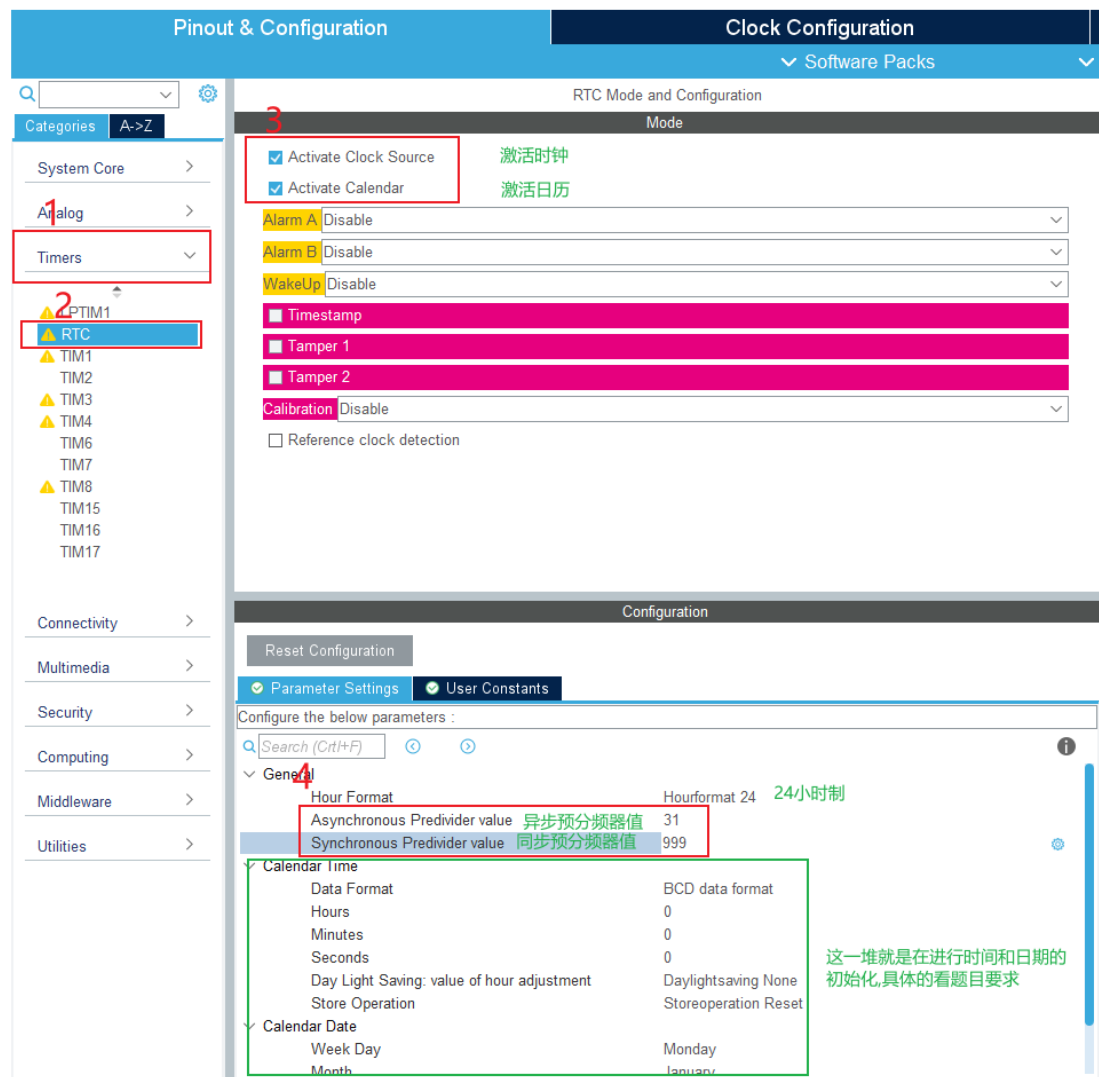 Pinout & Configuration
Clock Configuration
Software Packs
Categories
A->Z
System Core
1
Analog
Timers
2
LPTIM1
RTC
TIM1
TIM2
TIM3
TIM4
TIM6
TIM7
TIM8
TIM15
TIM16
TIM17
Connectivity
Multimedia
Security
Computing
Middleware
Utilities
RTC Mode and Configuration
Mode
3
Activate Clock Source 激活时钟
Activate Calendar 激活日历
Alarm A Disable
Alarm B Disable
WakeUp Disable
Timestamp
Tamper 1
Tamper 2
Calibration Disable
Reference clock detection
Configuration
Reset Configuration
Parameter Settings
User Constants
Configure the below parameters :
Search (Crtl+F)
General
4
Hour Format Hourformat 24 24小时制
Asynchronous Predivider value 异步预分频器值 31
Synchronous Predivider value 同步预分频器值 999
Calendar Time
Data Format BCD data format
Hours 0
Minutes 0
Seconds 0
Day Light Saving: value of hour adjustment Daylightsaving None
Store Operation Storeoperation Reset
这一堆就是在进行时间和日期的
初始化,具体的看题目要求
Calendar Date
Week Day Monday
Month January